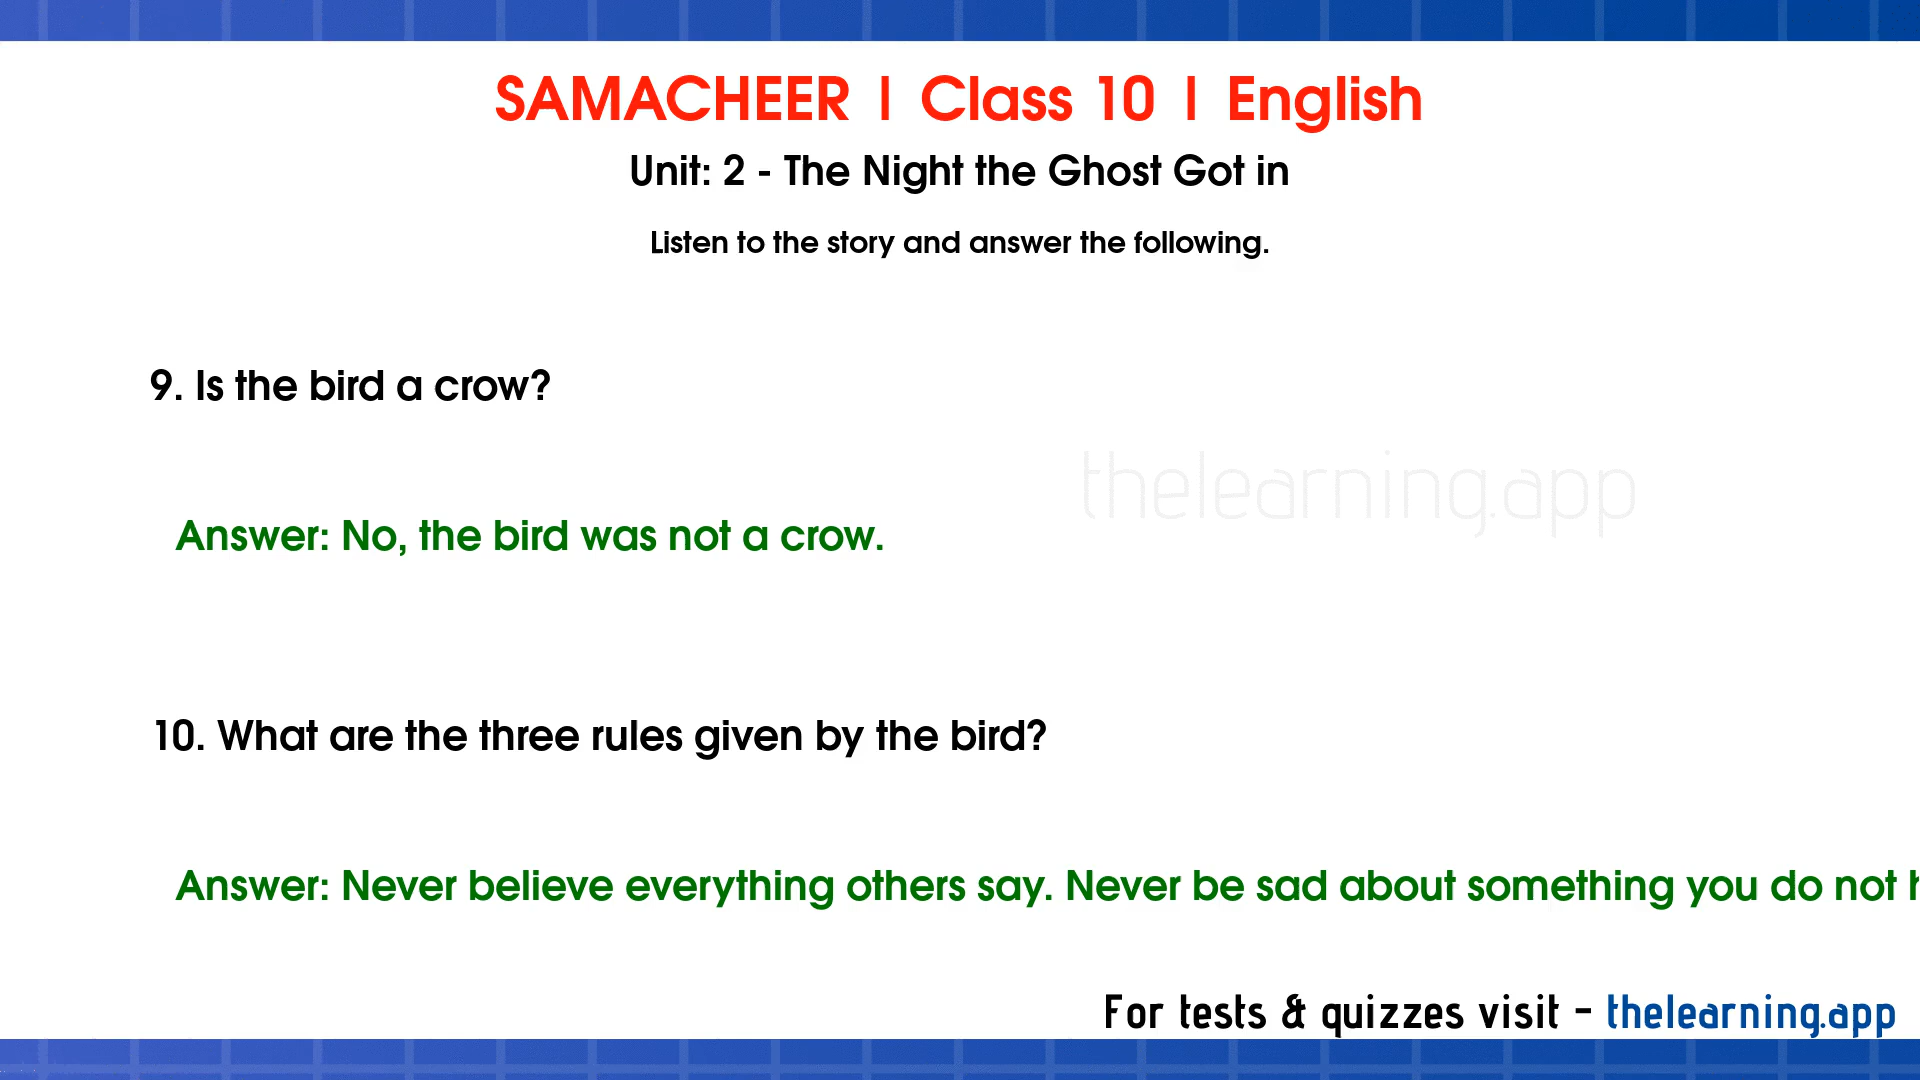 SAMACHEER | Class 10 | English
Unit: 2 - The Night the Ghost Got in
Listen to the story and answer the following.
9. Is the bird a crow?
thelearning.app
Answer: No, the bird was not a crow.
10. What are the three rules given by the bird?
Answer: Never believe everything others say. Never be sad about something you do not
For tests & quizzes visit - thelearning.app